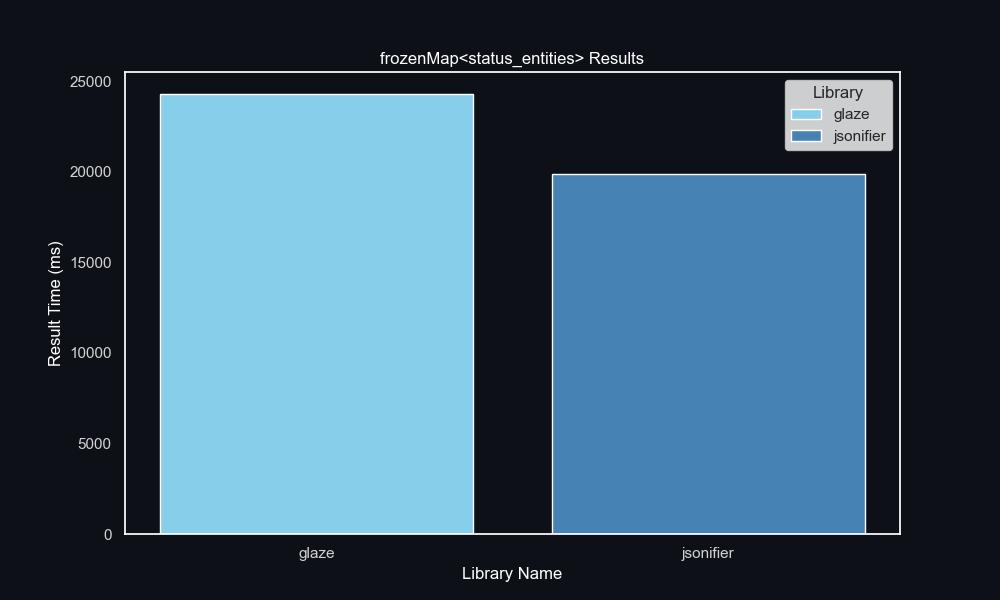 frozenMap<status_entities> Results
25000
20000
15000
10000
5000
0
Result Time (ms)
Library
glaze
jsonifier
glaze
jsonifier
Library Name